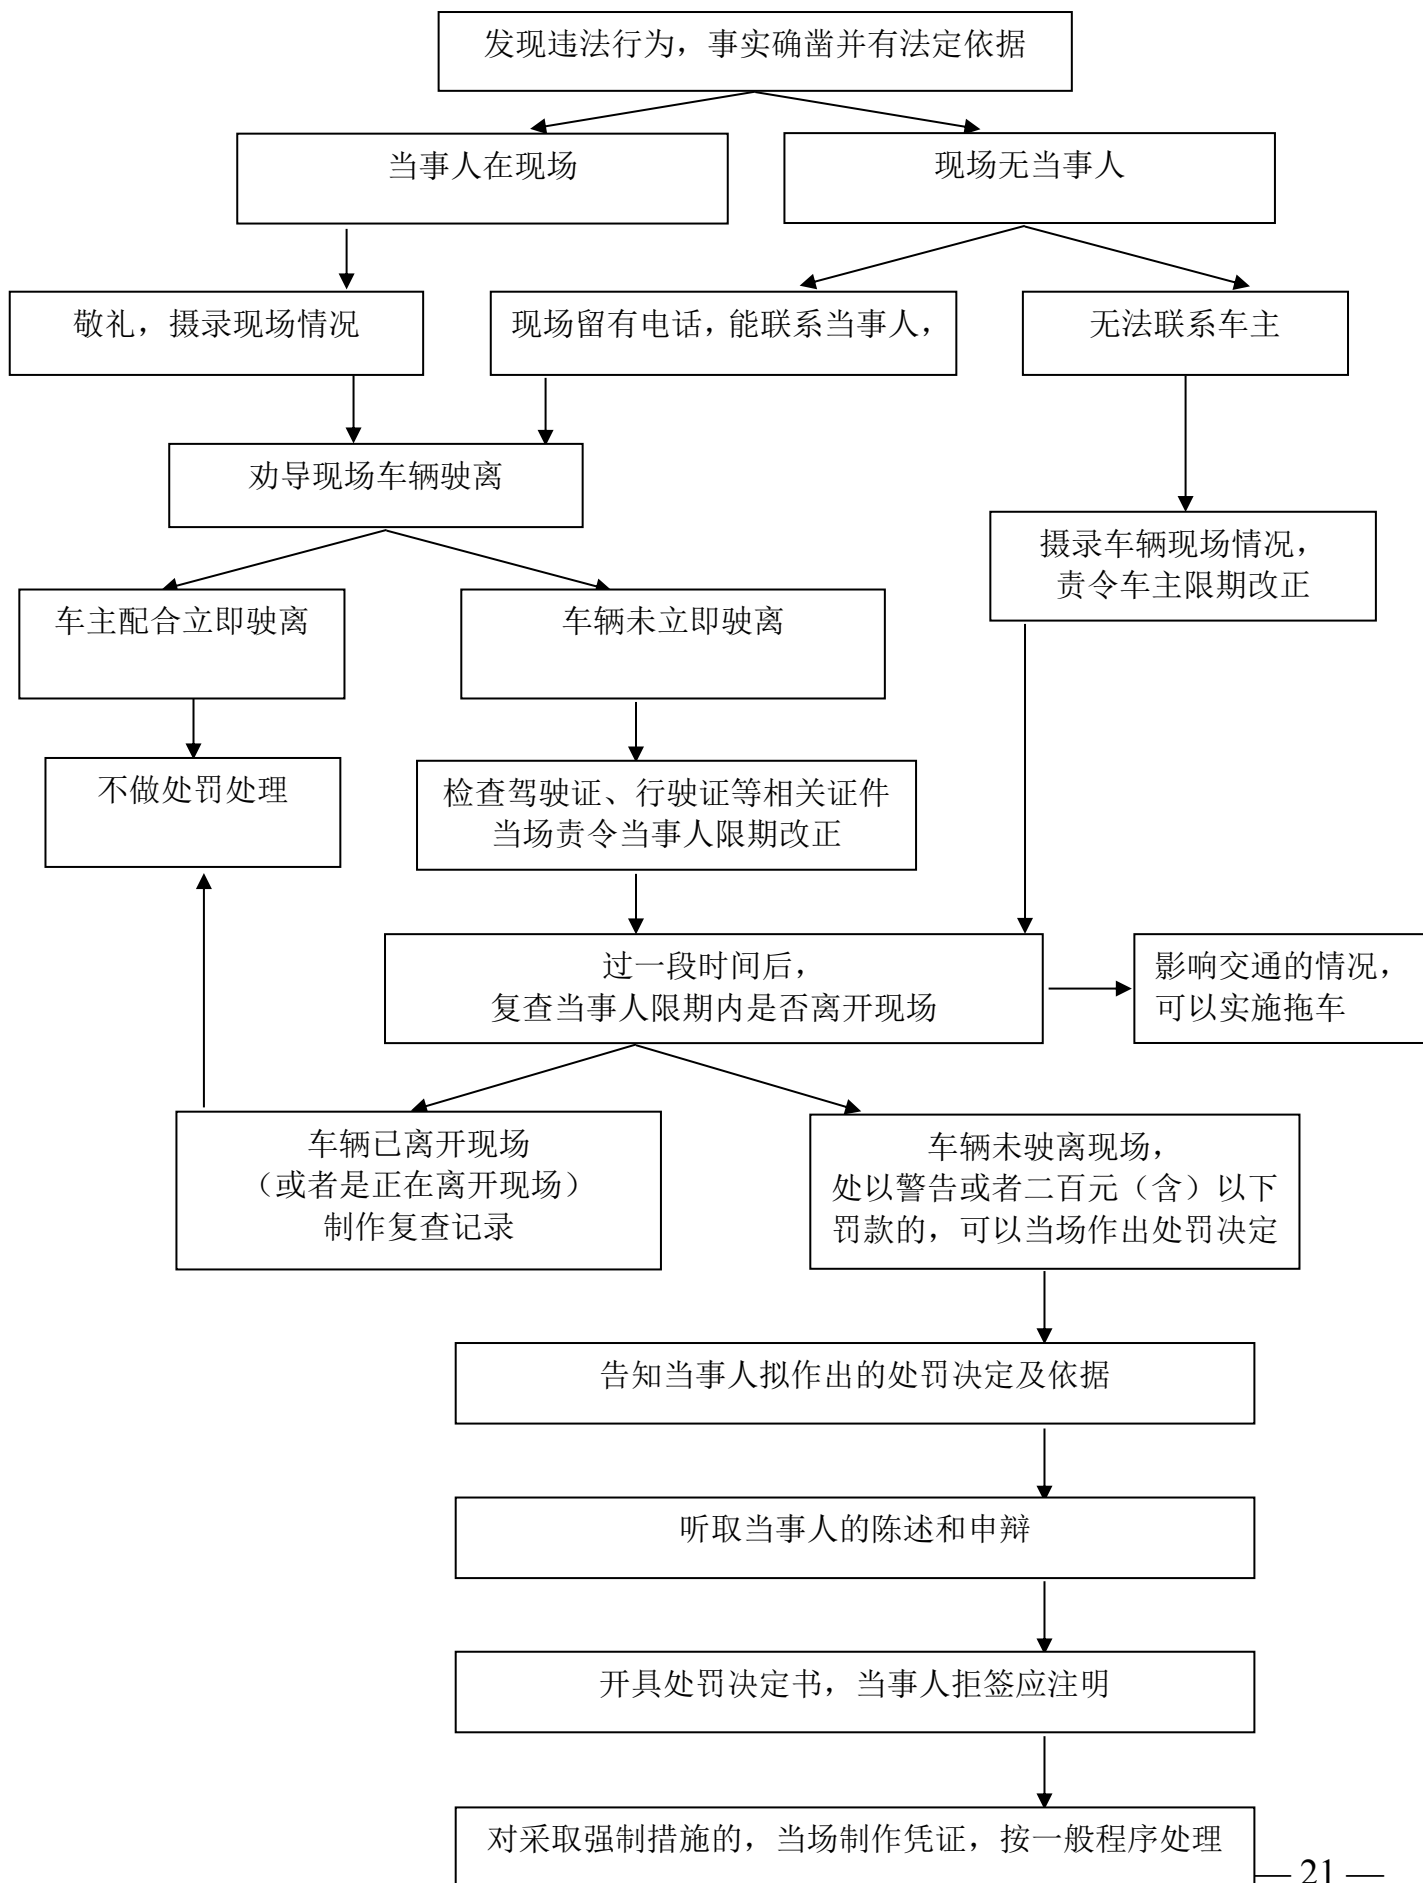 发现违法行为，事实确凿并有法定依据
当事人在现场
现场无当事人
敬礼，摄录现场情况
现场留有电话，能联系当事人，
无法联系车主
劝导现场车辆驶离
摄录车辆现场情况，
责令车主限期改正
车主配合立即驶离
车辆未立即驶离
不做处罚处理
检查驾驶证、行驶证等相关证件
当场责令当事人限期改正
过一段时间后，
复查当事人限期内是否离开现场
影响交通的情况，
可以实施拖车
车辆已离开现场
（或者是正在离开现场）
制作复查记录
车辆未驶离现场，
处以警告或者二百元（含）以下
罚款的，可以当场作出处罚决定
告知当事人拟作出的处罚决定及依据
听取当事人的陈述和申辩
开具处罚决定书，当事人拒签应注明
对采取强制措施的，当场制作凭证，按一般程序处理
— 21 —